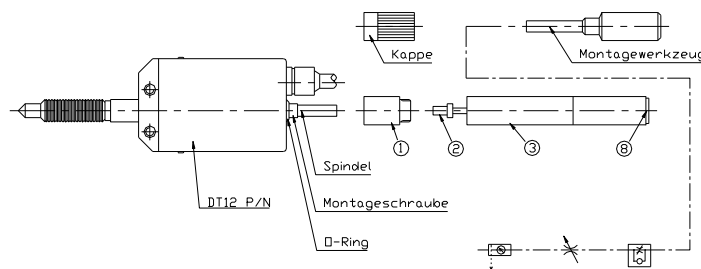 Kappe
Montagewerkzeug
1
2
3
8
Spindel
DT12 P/N
Montageschraube
O-Ring